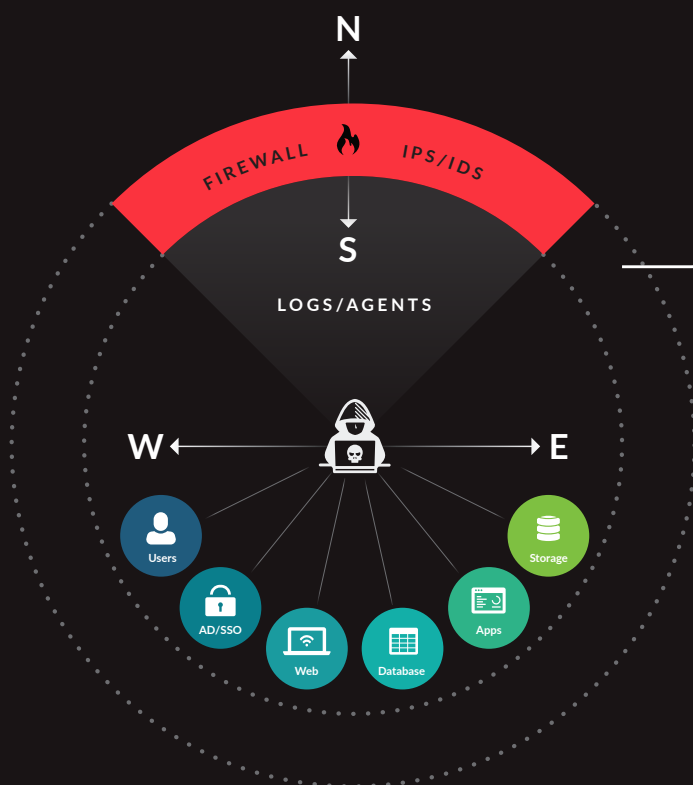 N
FIREWALL IPS/IDS
S
LOGS/AGENTS
W E
Users
Storage
AD/SSO
Apps
Web
Database